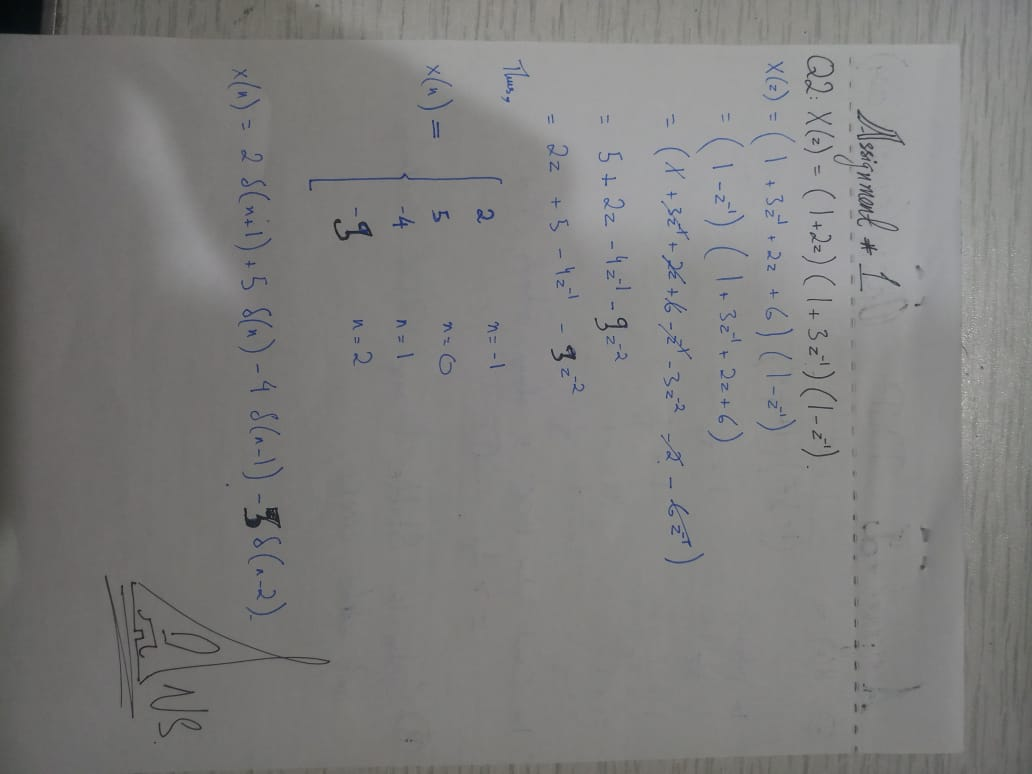 Assignment # 1
Q2: X(z) = (1+2z) (1+3z⁻¹) (1-z⁻¹).
X(z) = (1 + 3z⁻¹ + 2z + 6) (1-z⁻¹)
= (1-z⁻¹) (1 + 3z⁻¹ + 2z + 6)
= (1 + 3z⁻¹ + 2z + 6 - z⁻¹ - 3z⁻² - 2 - 6z⁻¹)
= 5 + 2z - 4z⁻¹ - 3z⁻²
= 2z + 5 - 4z⁻¹ - 3z⁻²
Thus,
x(n) = { 2 n=-1
5 n=0
-4 n=1
-3 n=2
x(n) = 2 δ(n+1) + 5 δ(n) - 4 δ(n-1) - 3 δ(n-2).
ANS.